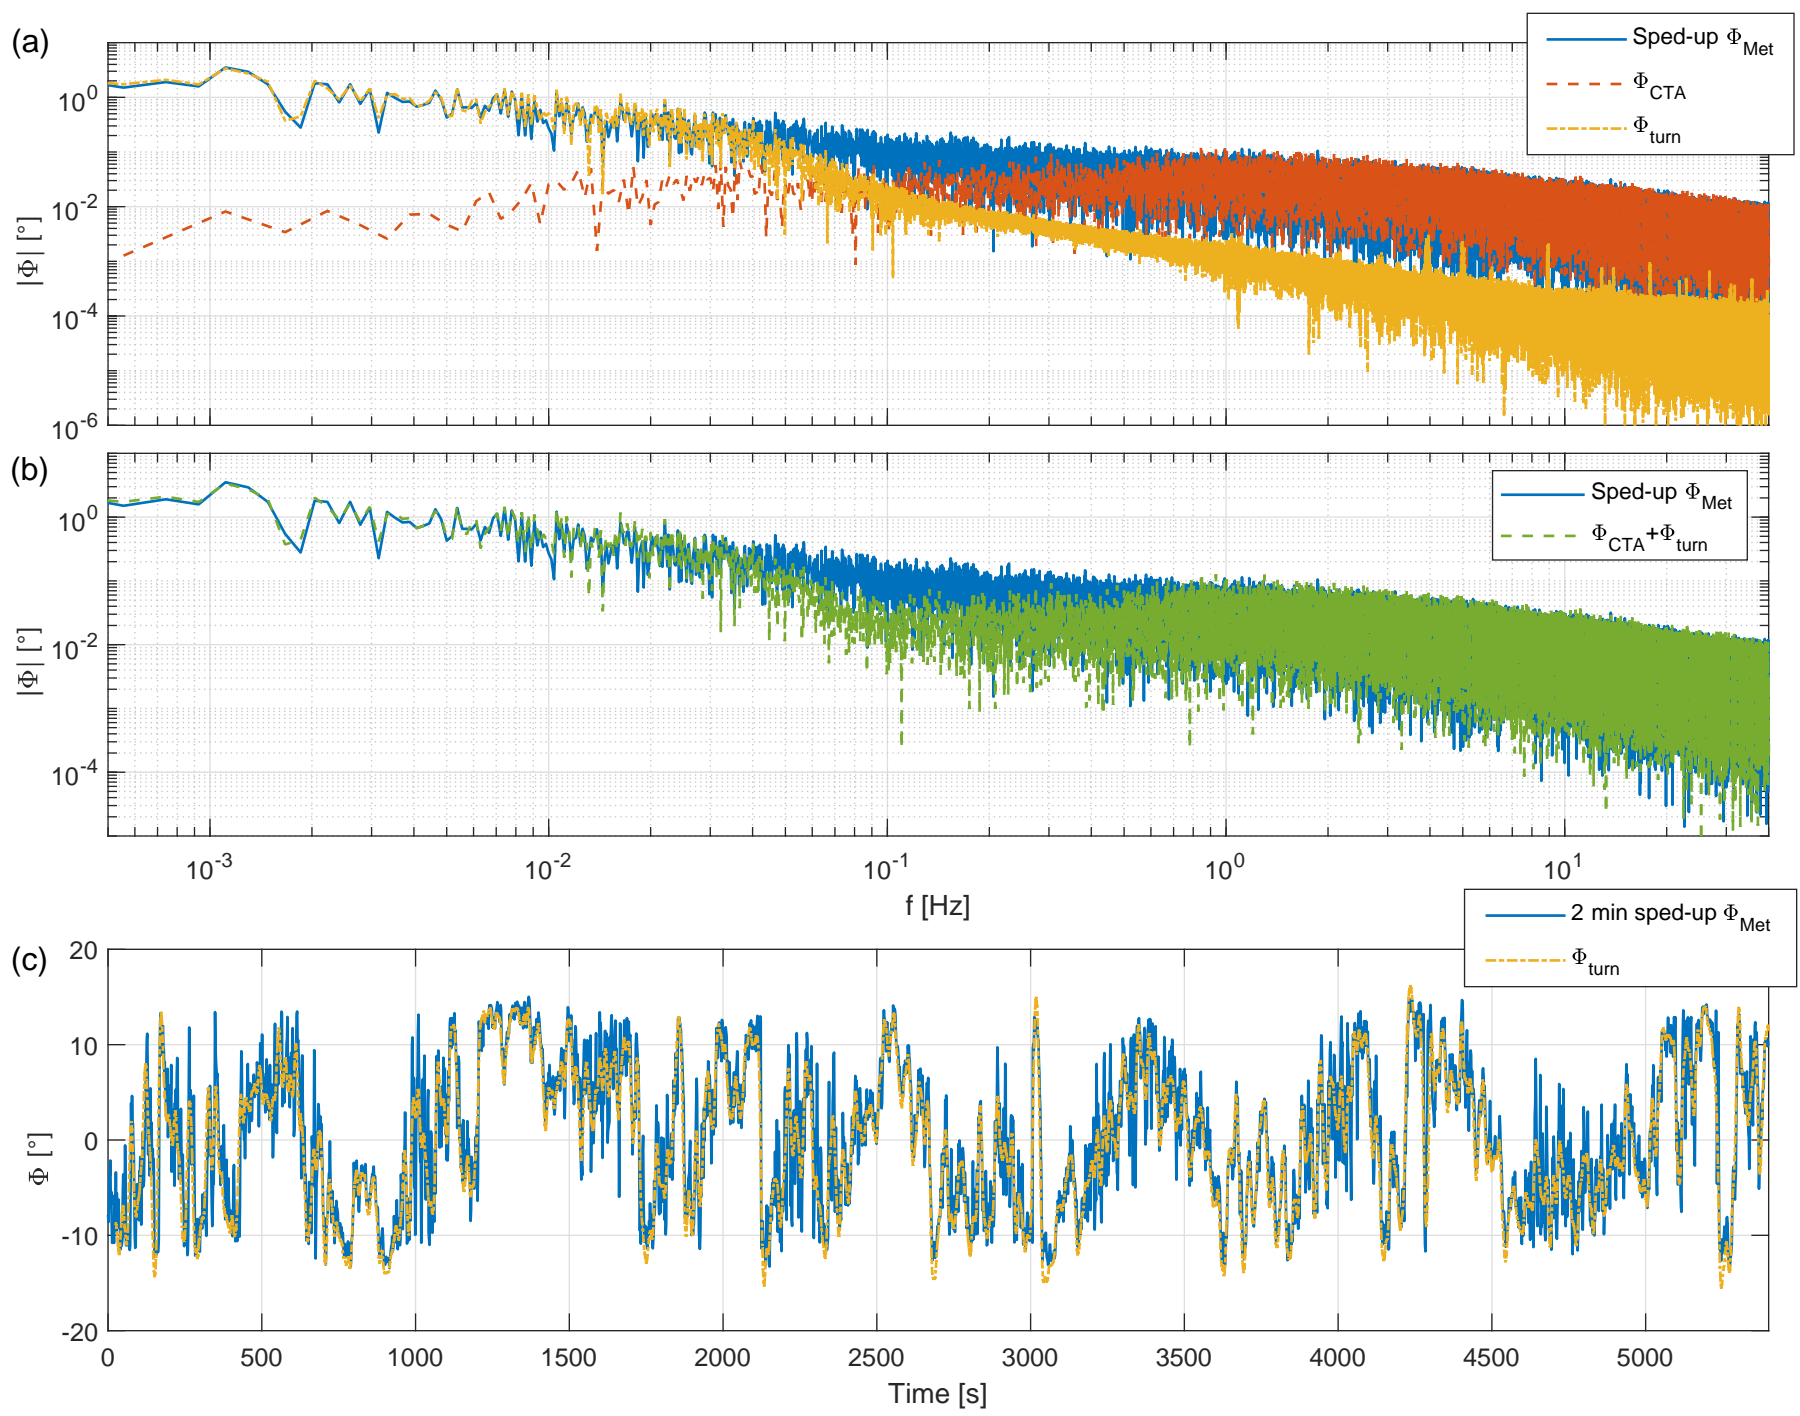 (a)
Sped-up Φ_Met
Φ_CTA
Φ_turn
|Φ| [°]
10^0
10^-2
10^-4
10^-6
(b)
Sped-up Φ_Met
Φ_CTA+Φ_turn
|Φ| [°]
10^0
10^-2
10^-4
10^-3 10^-2 10^-1 10^0 10^1
f [Hz]
(c)
2 min sped-up Φ_Met
Φ_turn
Φ [°]
20
10
0
-10
-20
0 500 1000 1500 2000 2500 3000 3500 4000 4500 5000
Time [s]